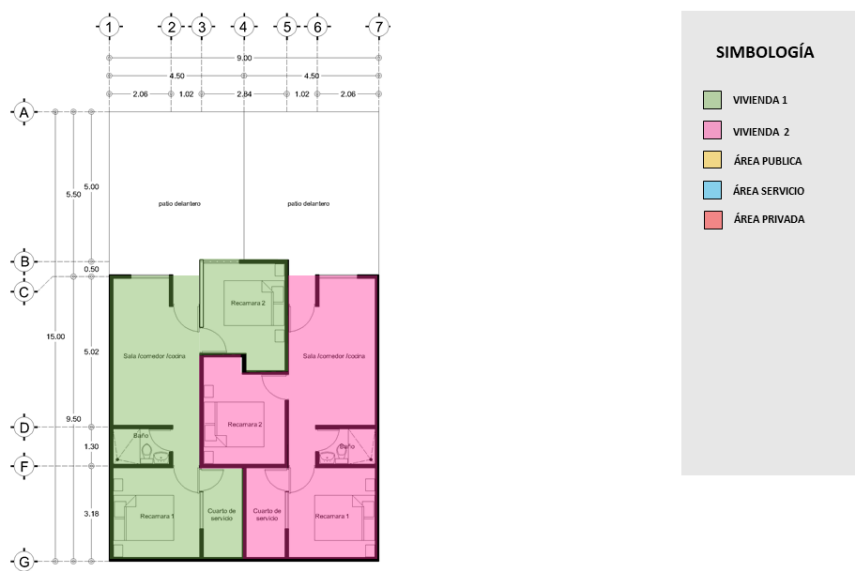 1 2 3 4 5 6 7
9.00
4.50 4.50
2.06 1.02 2.84 1.02 2.06
A
5.00
5.50
patio delantero patio delantero
B
0.50
C
Recamara 2
15.00
5.02
Sala /comedor /cocina Sala /comedor /cocina
9.50
D
Recamara 2
Baño Baño
1.30
F
3.18
Recamara 1
Cuarto de
servicio
Cuarto de
servicio
Recamara 1
G
SIMBOLOGÍA
VIVIENDA 1
VIVIENDA 2
ÁREA PUBLICA
ÁREA SERVICIO
ÁREA PRIVADA